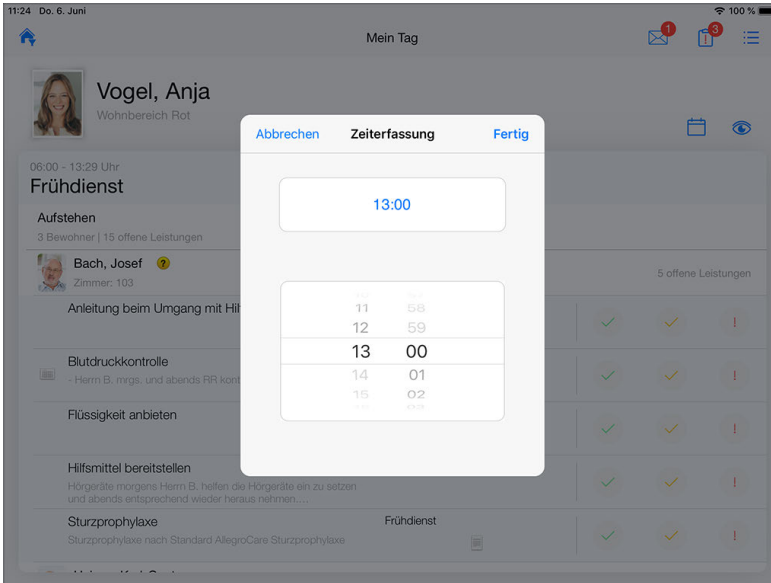 11:24 Do. 6. Juni
100 %
Mein Tag
1
3
Vogel, Anja
Wohnbereich Rot
Abbrechen Zeiterfassung Fertig
13:00
06:00 - 13:29 Uhr
Frühdienst
Aufstehen
3 Bewohner | 15 offene Leistungen
Bach, Josef ?
Zimmer: 103
5 offene Leistungen
11 58
12 59
13 00
14 01
15 02
Anleitung beim Umgang mit Hil
Blutdruckkontrolle
- Herrn B. mrgs. und abends RR kont
Flüssigkeit anbieten
Hilfsmittel bereitstellen
Hörgeräte morgens Herrn B. helfen die Hörgeräte ein zu setzen
und abends entsprechend wieder heraus nehmen....
Sturzprophylaxe Frühdienst
Sturzprophylaxe nach Standard AllegroCare Sturzprophylaxe